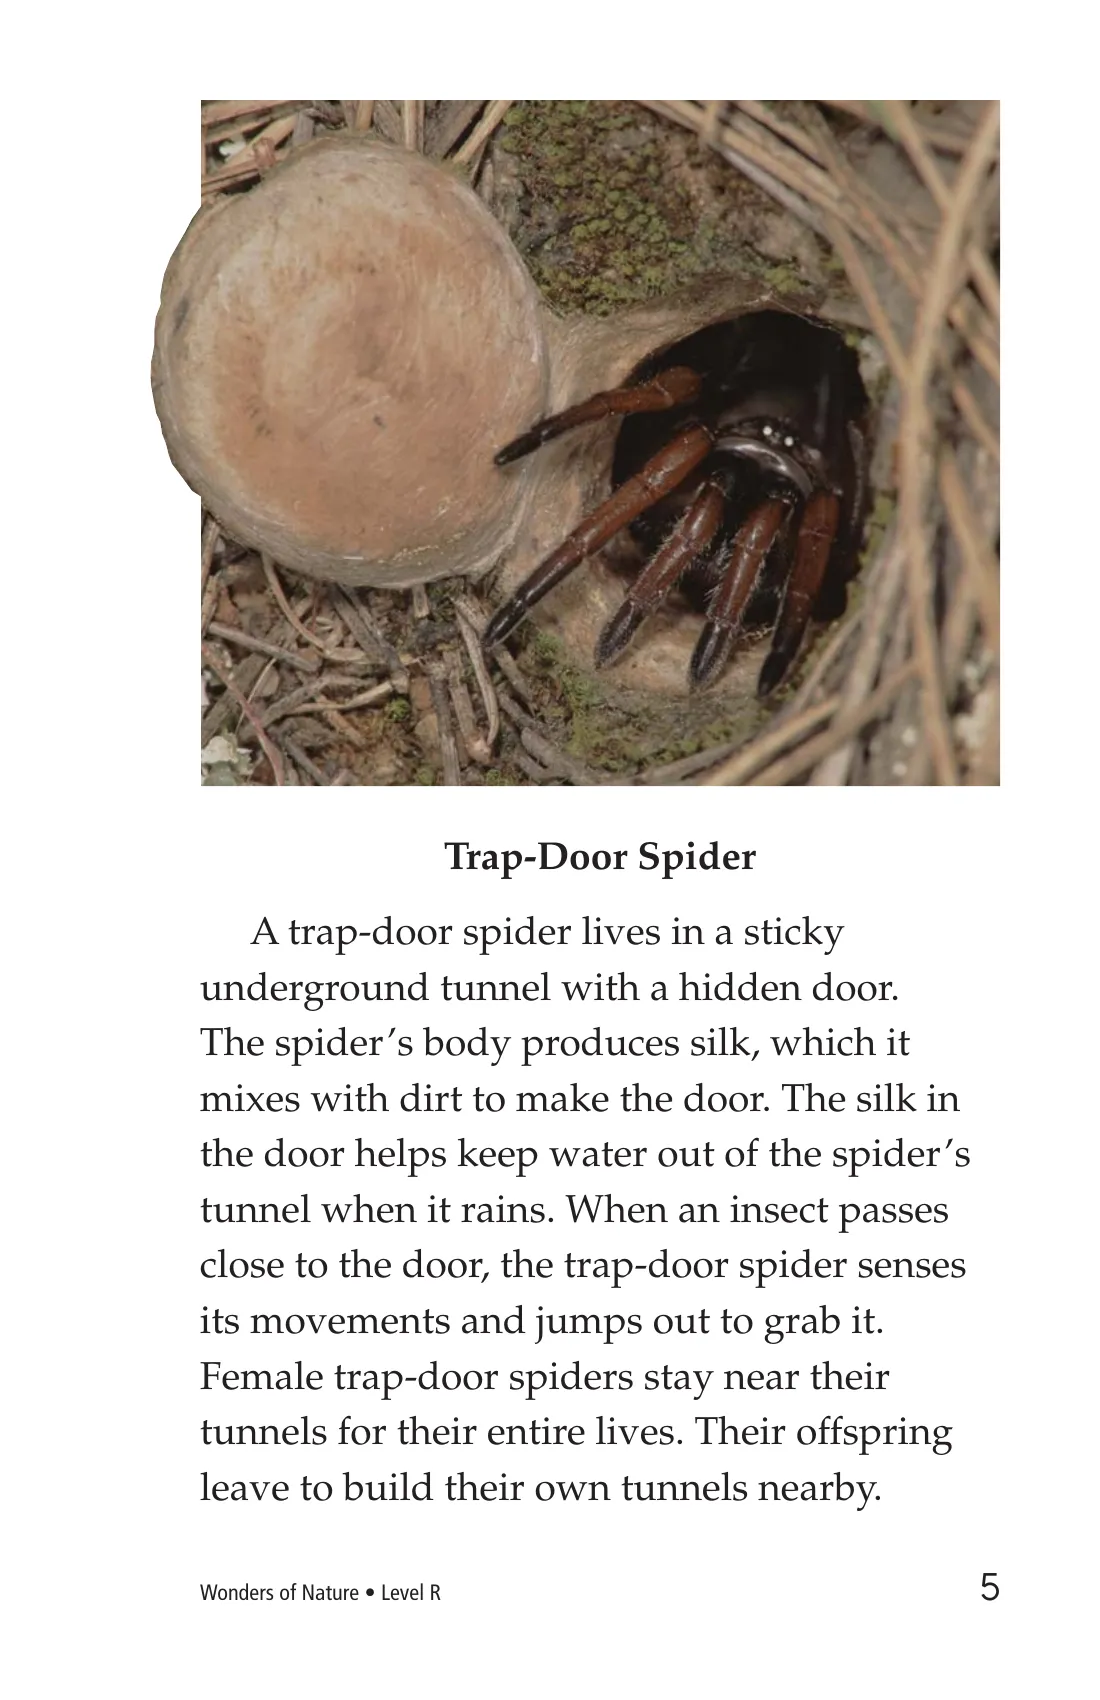 Trap-Door Spider
A trap-door spider lives in a sticky
underground tunnel with a hidden door.
The spider’s body produces silk, which it
mixes with dirt to make the door. The silk in
the door helps keep water out of the spider’s
tunnel when it rains. When an insect passes
close to the door, the trap-door spider senses
its movements and jumps out to grab it.
Female trap-door spiders stay near their
tunnels for their entire lives. Their offspring
leave to build their own tunnels nearby.
Wonders of Nature • Level R
5